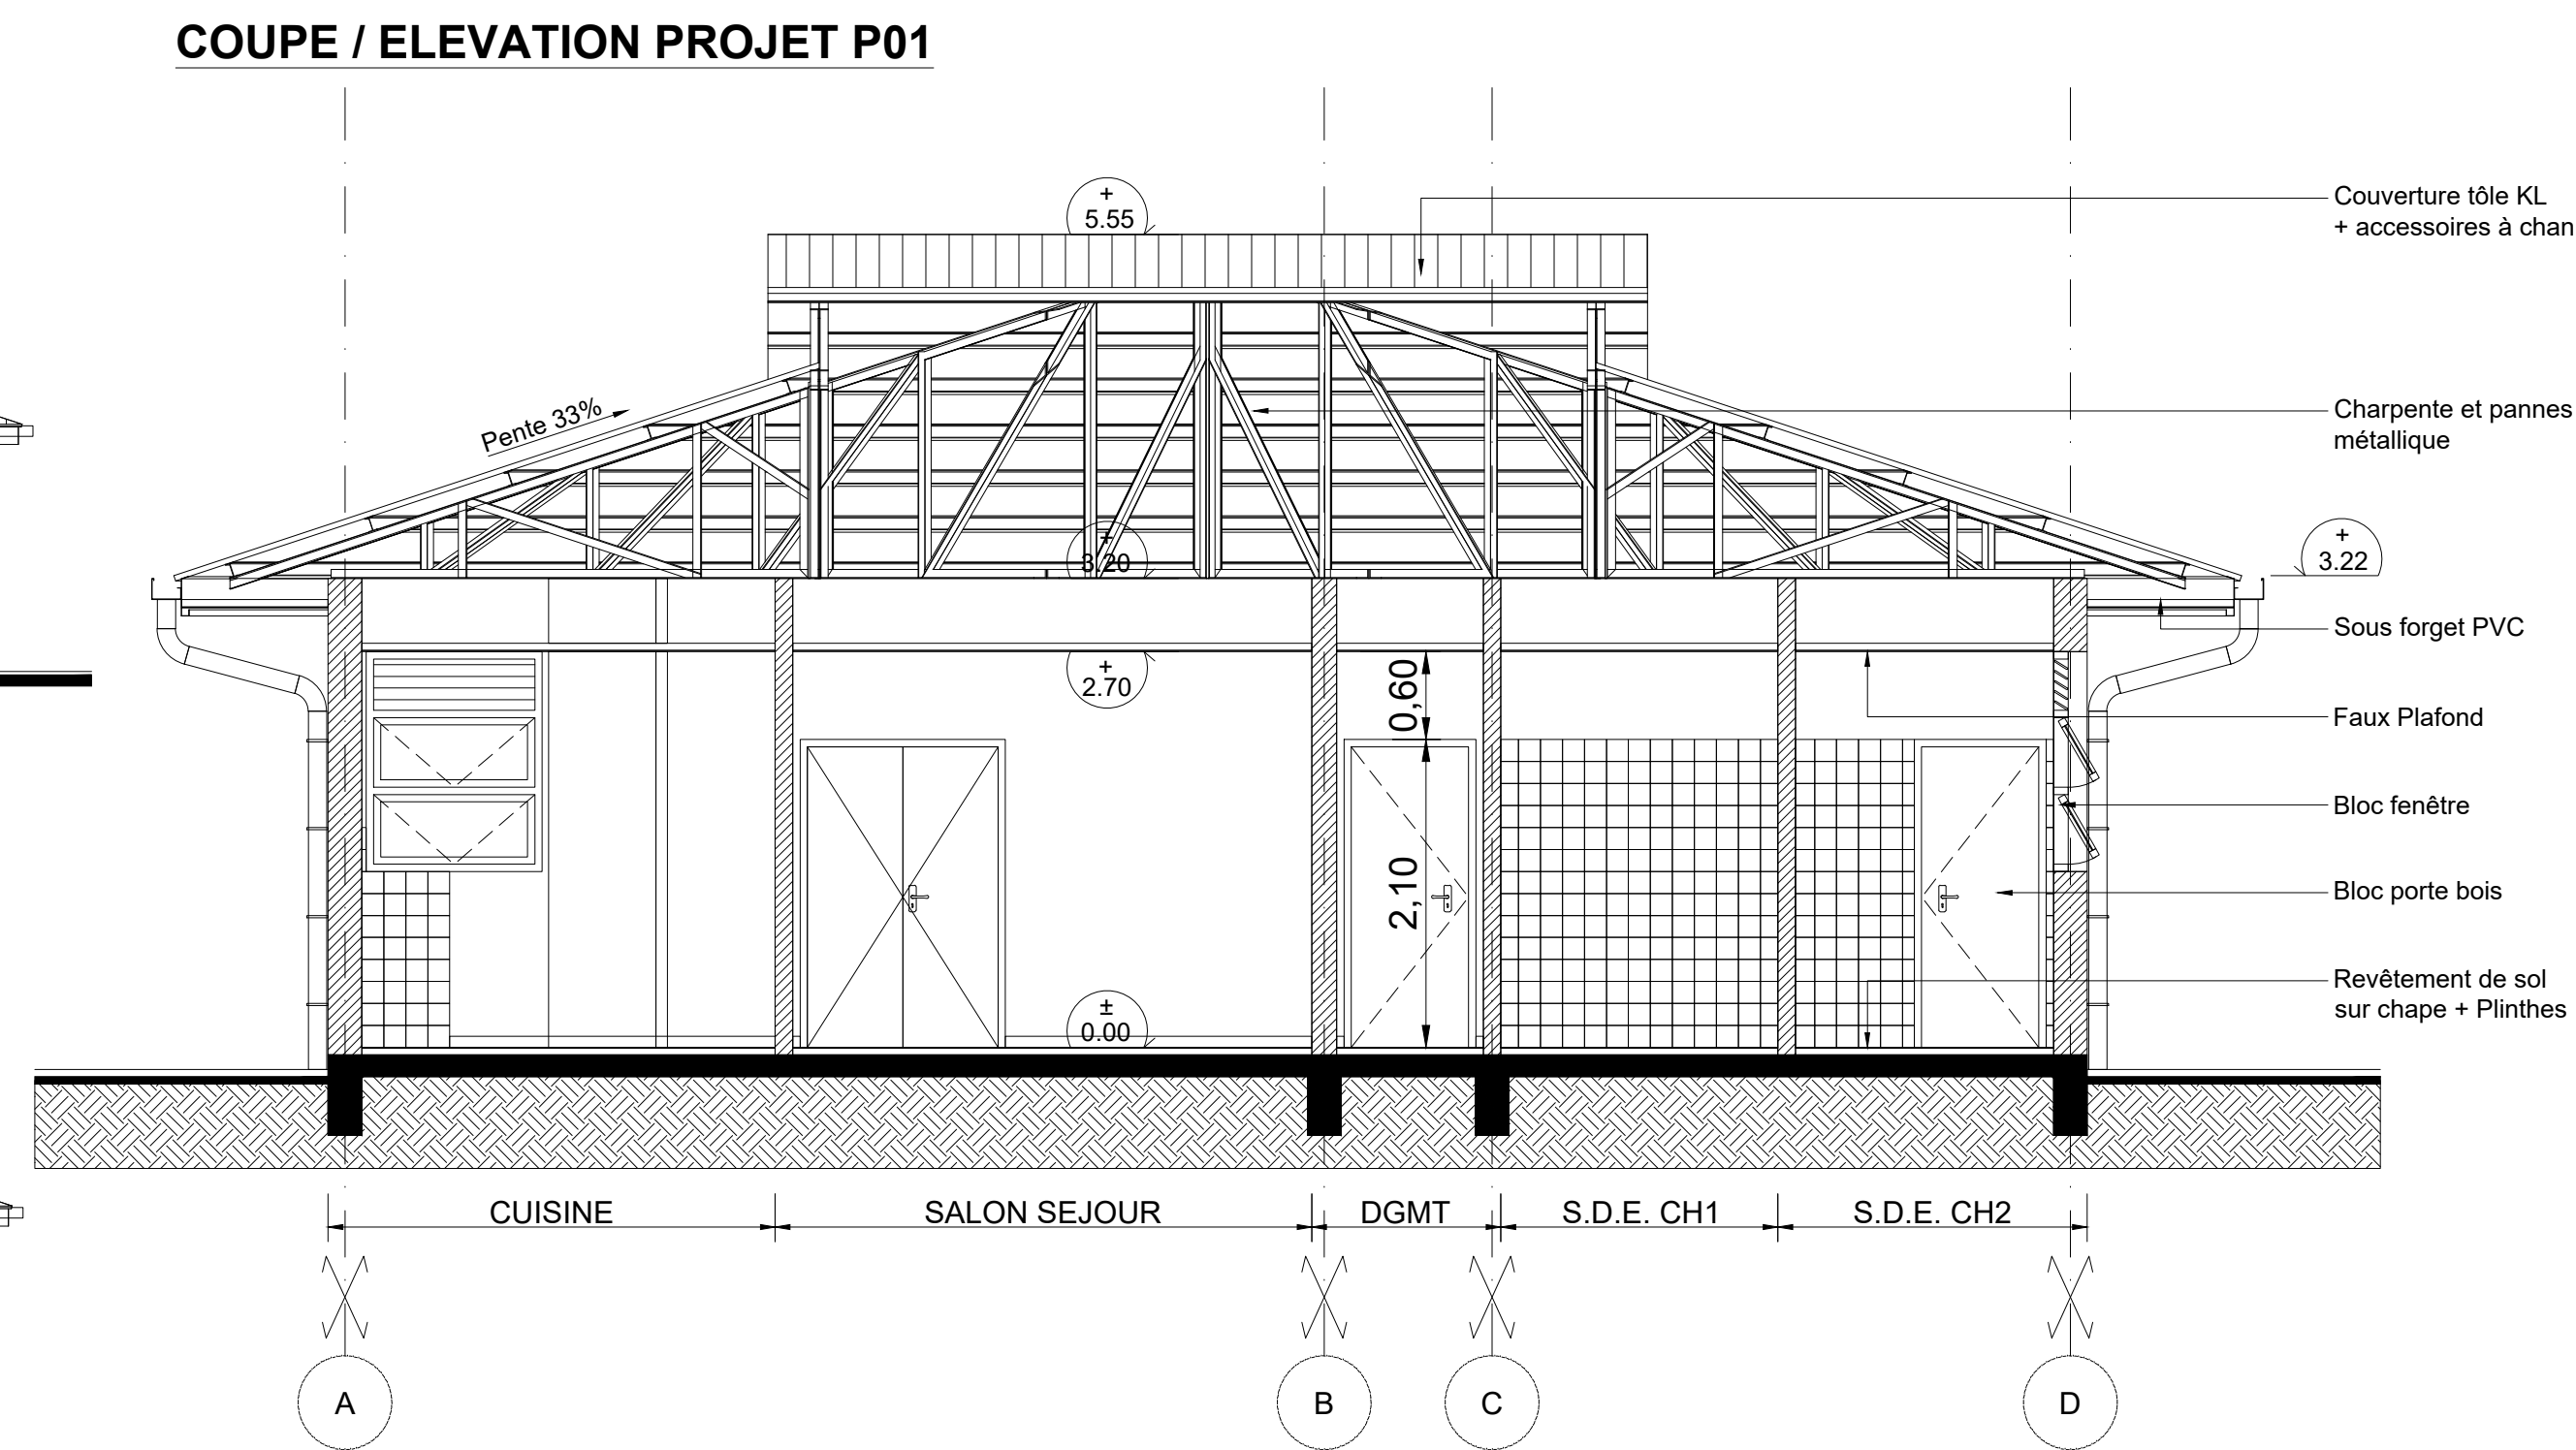 COUPE / ELEVATION PROJET P01
+
5.55
Couverture tôle KL
+ accessoires à chan
Pente 33%
Charpente et pannes
métallique
+
3.20
+
3.22
Sous forget PVC
+
2.70
0,60
Faux Plafond
Bloc fenêtre
2,10
Bloc porte bois
±
0.00
Revêtement de sol
sur chape + Plinthes
CUISINE
SALON SEJOUR
DGMT
S.D.E. CH1
S.D.E. CH2
A
B
C
D